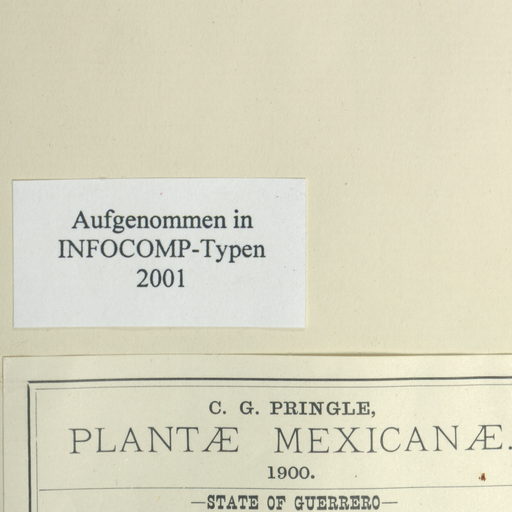 Aufgenommen in
INFOCOMP-Typen
2001
C. G. PRINGLE,
PLANTÆ MEXICANÆ.
1900.
—STATE OF GUERRERO—